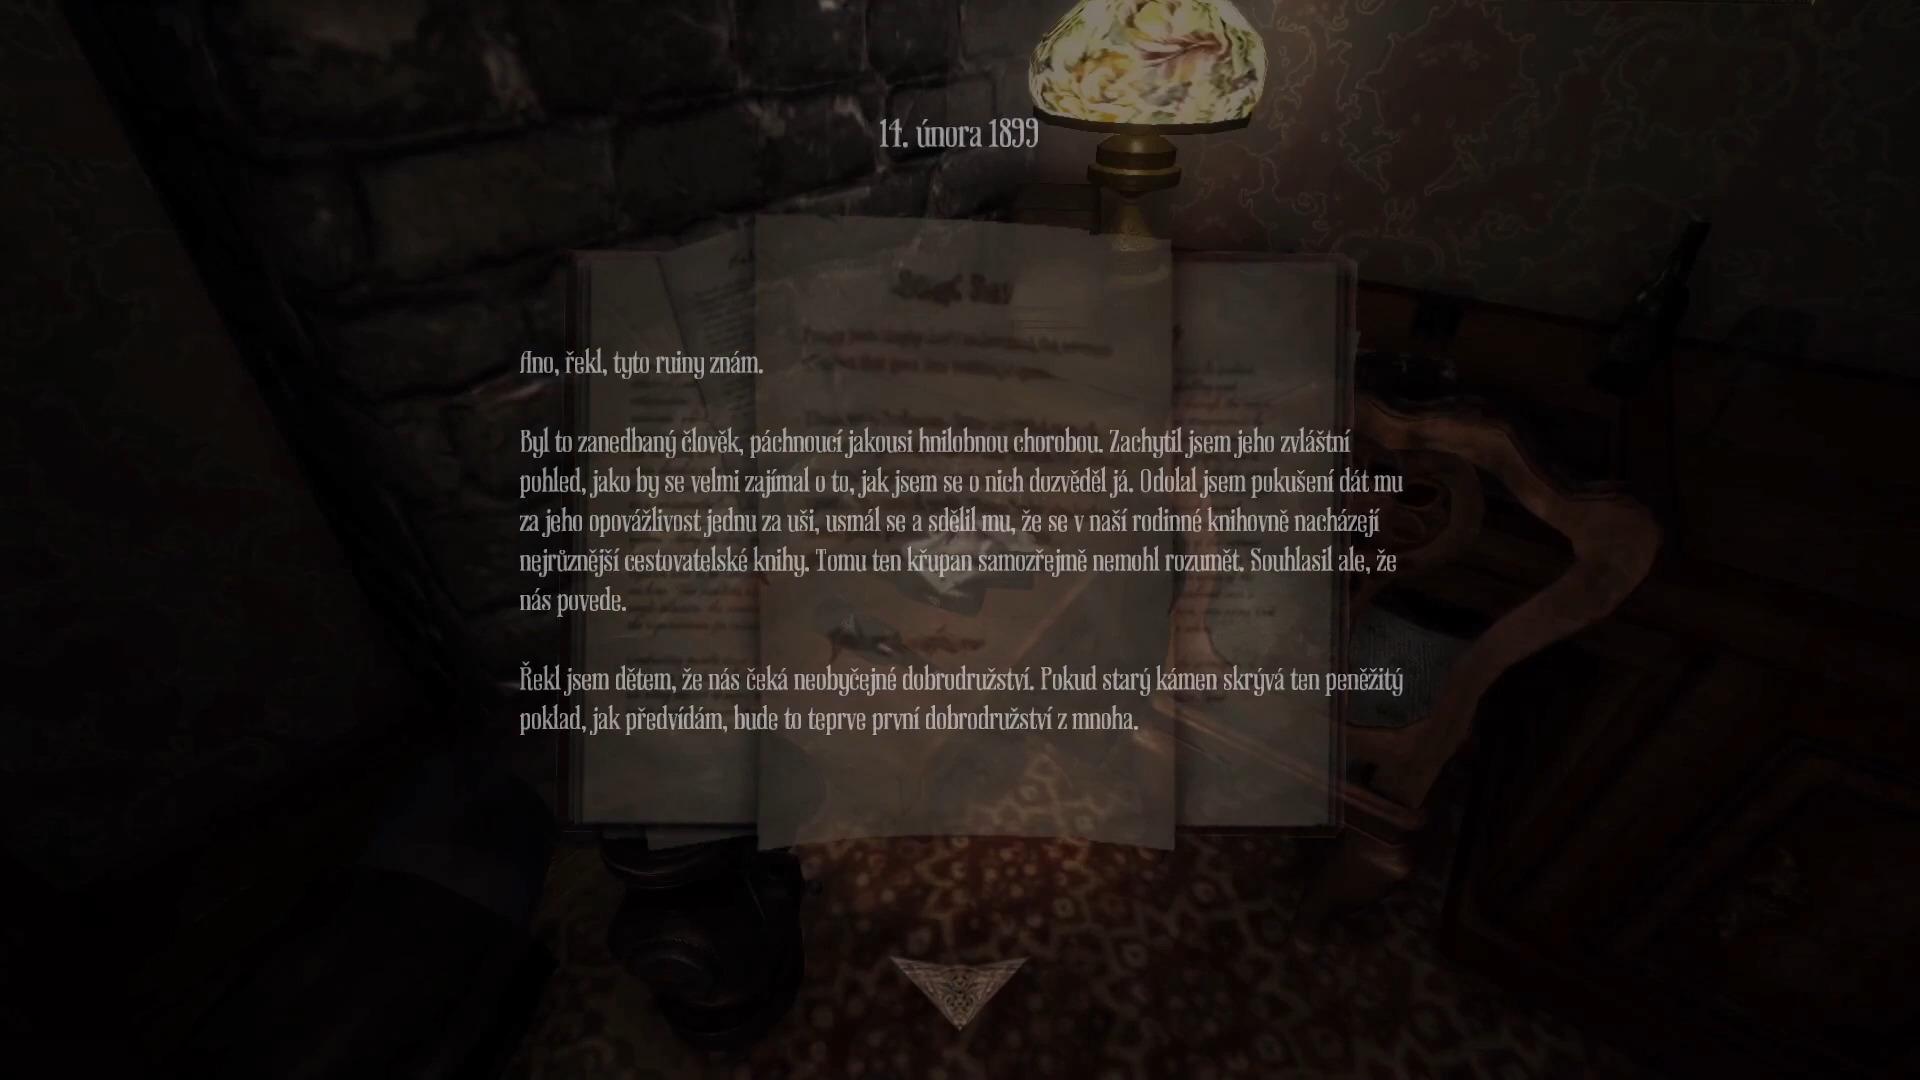 14. února 1899
Ano, řekl, tyto ruiny znám.
Byl to zanedbaný člověk, páchnoucí jakousi hnilobnou chorobou. Zachytil jsem jeho zvláštní
pohled, jako by se velmi zajímal o to, jak jsem se o nich dozvěděl já. Odolal jsem pokušení dát mu
za jeho opovážlivost jednu za uši, usmál se a sdělil mu, že se v naší rodinné knihovně nacházejí
nejrůznější cestovatelské knihy. Tomu ten křupan samozřejmě nemohl rozumět. Souhlasil ale, že
nás povede.
Řekl jsem dětem, že nás čeká neobyčejné dobrodružství. Pokud starý kámen skrývá ten peněžitý
poklad, jak předvídám, bude to teprve první dobrodružství z mnoha.